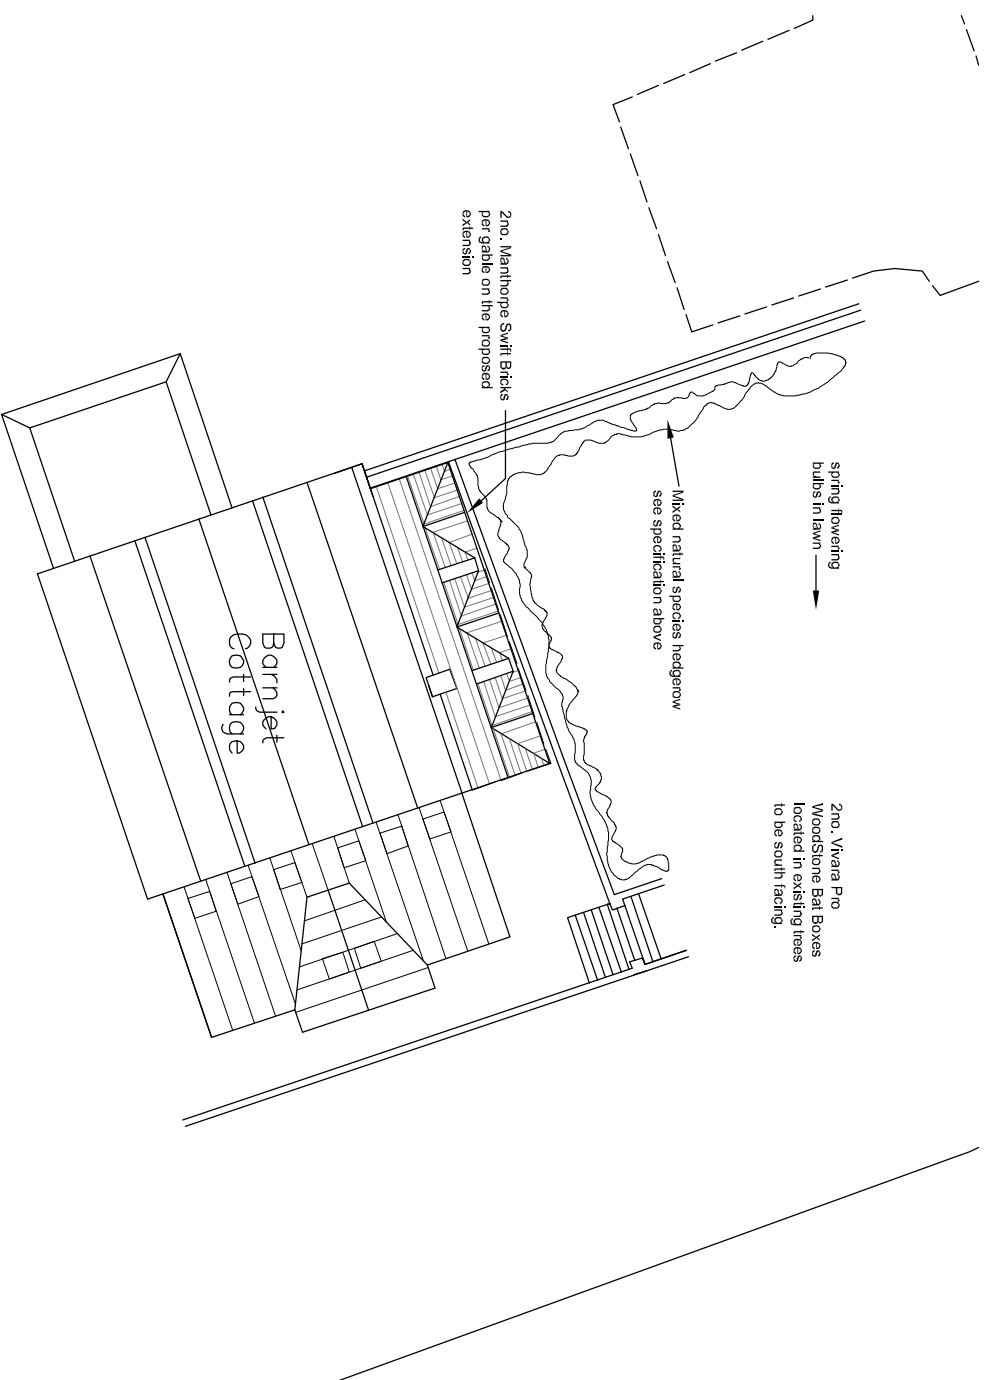 spring flowering
bulbs in lawn
2no. Vivara Pro
WoodStone Bat Boxes
located in existing trees
to be south facing.
Mixed natural species hedgerow
see specification above
2no. Manthorpe Swift Bricks
per gable on the proposed
extension
Barnjet
Cottage